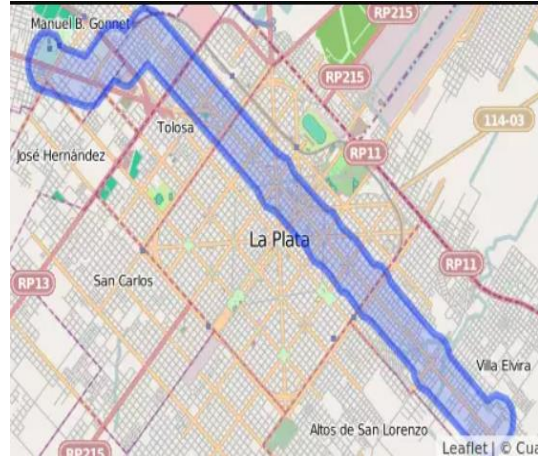 RP215
Manuel B. Gonnet
RP215
114-03
Tolosa
José Hernández
RP11
La Plata
RP11
San Carlos
RP13
Villa Elvira
Altos de San Lorenzo
RP215
Leaflet | © Cua